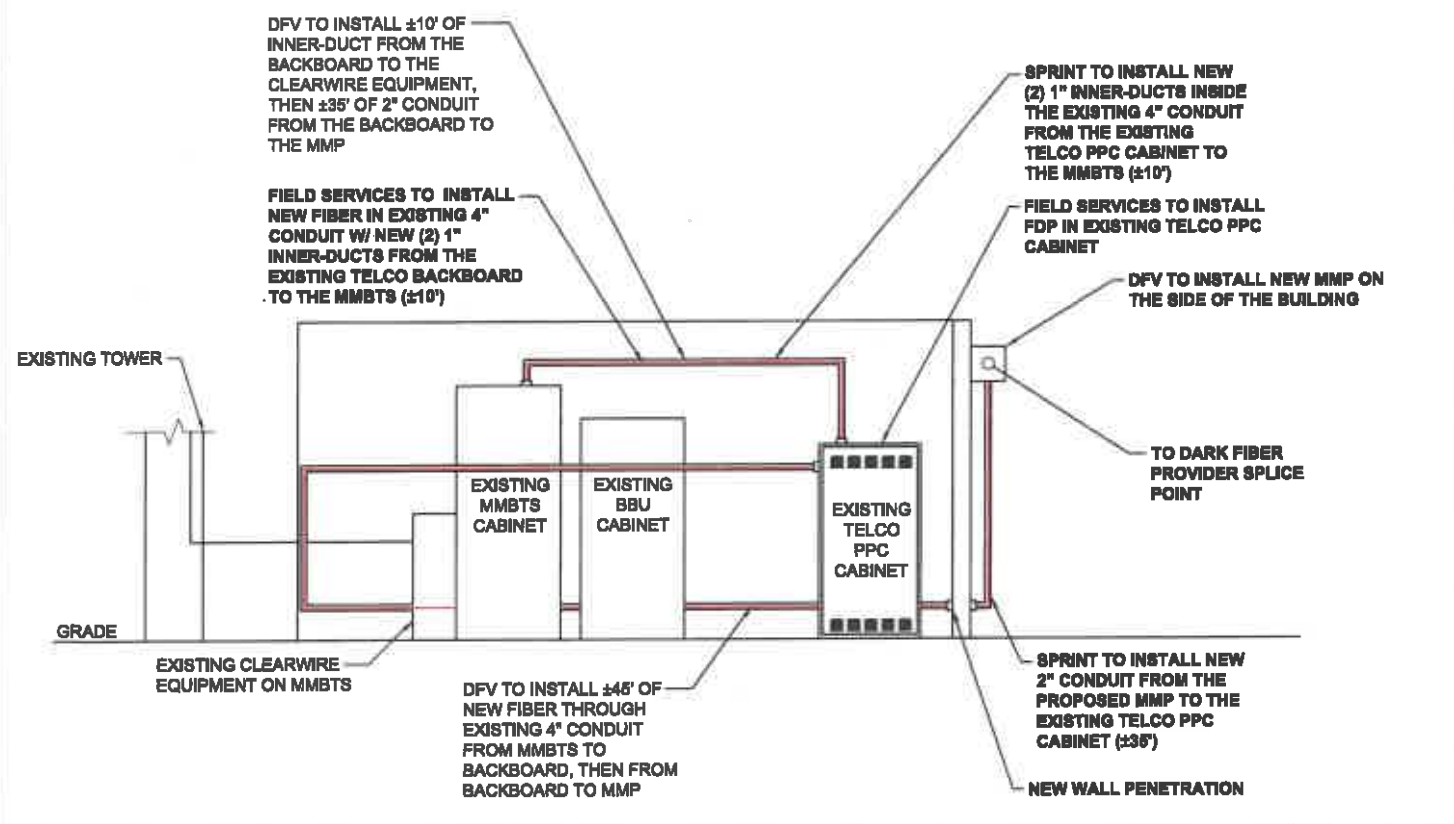 DFV TO INSTALL ±10' OF
INNER-DUCT FROM THE
BACKBOARD TO THE
CLEARWIRE EQUIPMENT,
THEN ±35' OF 2" CONDUIT
FROM THE BACKBOARD TO
THE MMP
SPRINT TO INSTALL NEW
(2) 1" INNER-DUCTS INSIDE
THE EXISTING 4" CONDUIT
FROM THE EXISTING
TELCO PPC CABINET TO
THE MMBTS (±10')
FIELD SERVICES TO INSTALL
NEW FIBER IN EXISTING 4"
CONDUIT W/ NEW (2) 1"
INNER-DUCTS FROM THE
EXISTING TELCO BACKBOARD
TO THE MMBTS (±10')
FIELD SERVICES TO INSTALL
FDP IN EXISTING TELCO PPC
CABINET
DFV TO INSTALL NEW MMP ON
THE SIDE OF THE BUILDING
EXISTING TOWER
TO DARK FIBER
PROVIDER SPLICE
POINT
EXISTING
MMBTS
CABINET
EXISTING
BBU
CABINET
EXISTING
TELCO
PPC
CABINET
GRADE
EXISTING CLEARWIRE
EQUIPMENT ON MMBTS
DFV TO INSTALL ±45' OF
NEW FIBER THROUGH
EXISTING 4" CONDUIT
FROM MMBTS TO
BACKBOARD, THEN FROM
BACKBOARD TO MMP
SPRINT TO INSTALL NEW
2" CONDUIT FROM THE
PROPOSED MMP TO THE
EXISTING TELCO PPC
CABINET (±35')
NEW WALL PENETRATION